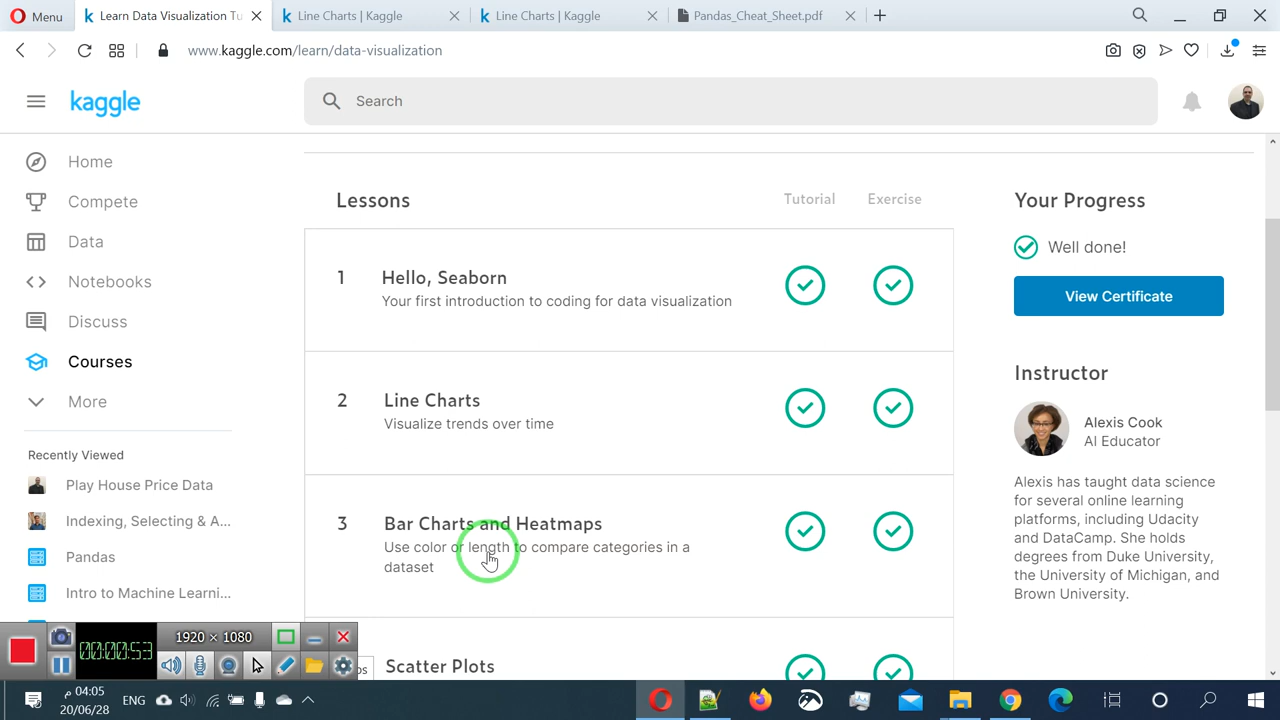 Menu
Learn Data Visualization Tu
Line Charts | Kaggle
Line Charts | Kaggle
Pandas_Cheat_Sheet.pdf
www.kaggle.com/learn/data-visualization
kaggle
Search
Home
Compete
Data
Notebooks
Discuss
Courses
More
Recently Viewed
Play House Price Data
Indexing, Selecting & A...
Pandas
Intro to Machine Learni...
Lessons
Tutorial
Exercise
1
Hello, Seaborn
Your first introduction to coding for data visualization
2
Line Charts
Visualize trends over time
3
Bar Charts and Heatmaps
Use color or length to compare categories in a
dataset
Scatter Plots
Your Progress
Well done!
View Certificate
Instructor
Alexis Cook
AI Educator
Alexis has taught data science
for several online learning
platforms, including Udacity
and DataCamp. She holds
degrees from Duke University,
the University of Michigan, and
Brown University.
00:00:53
1920 × 1080
04:05 م
20/06/28
ENG